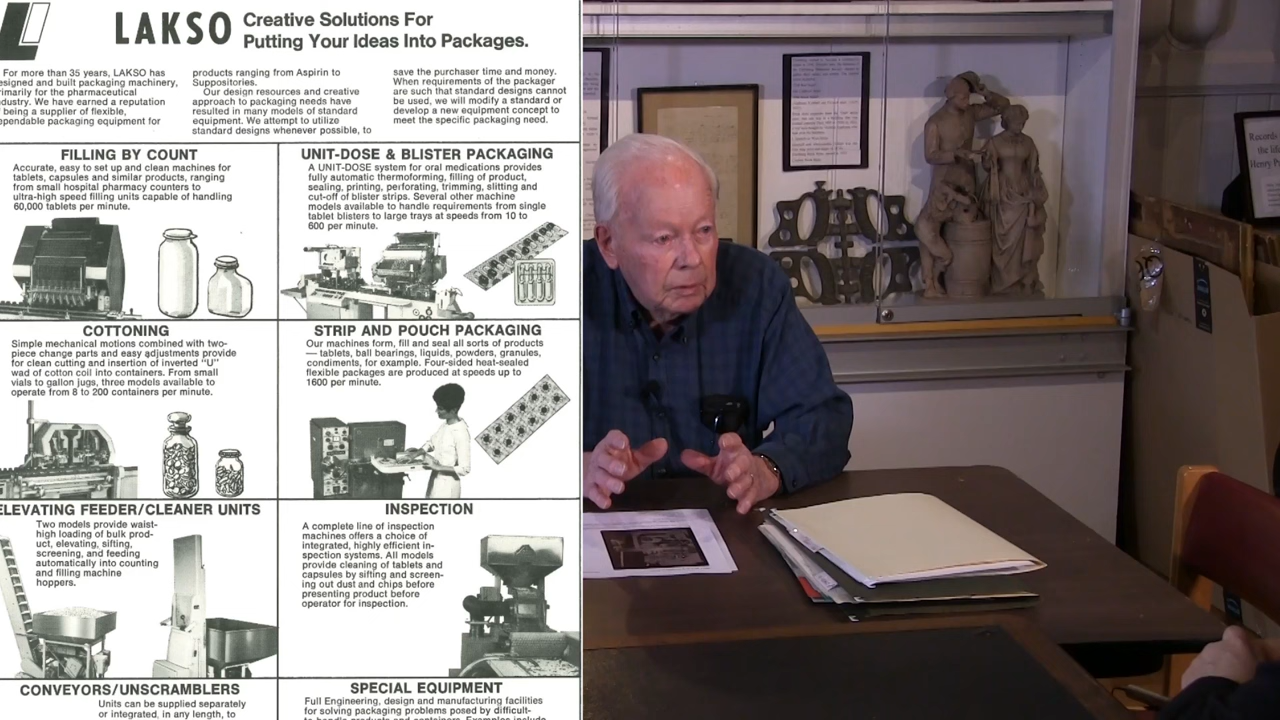 LAKSO
Creative Solutions For
Putting Your Ideas Into Packages.
For more than 35 years, LAKSO has
esigned and built packaging machinery,
rimarily for the pharmaceutical
dustry. We have earned a reputation
being a supplier of flexible,
ependable packaging equipment for
products ranging from Aspirin to
Suppositories.
Our design resources and creative
approach to packaging needs have
resulted in many models of standard
equipment. We attempt to utilize
standard designs whenever possible, to
save the purchaser time and money.
When requirements of the packager
are such that standard designs cannot
be used, we will modify a standard or
develop a new equipment concept to
meet the specific packaging need.
FILLING BY COUNT
Accurate, easy to set up and clean machines for
tablets, capsules and similar products, ranging
from small hospital pharmacy counters to
ultra-high speed filling units capable of handling
60,000 tablets per minute.
UNIT-DOSE & BLISTER PACKAGING
A UNIT-DOSE system for oral medications provides
fully automatic thermoforming, filling of product,
sealing, printing, perforating, trimming, slitting and
cut-off of blister strips. Several other machine
models available to handle requirements from single
tablet blisters to large trays at speeds from 10 to
600 per minute.
COTTONING
Simple mechanical motions combined with two-
piece change parts and easy adjustments provide
for clean cutting and insertion of inverted "U"
wad of cotton coil into containers. From small
vials to gallon jugs, three models available to
operate from 8 to 200 containers per minute.
STRIP AND POUCH PACKAGING
Our machines form, fill and seal all sorts of products
— tablets, ball bearings, liquids, powders, granules,
condiments, for example. Four-sided heat-sealed
flexible packages are produced at speeds up to
1600 per minute.
ELEVATING FEEDER/CLEANER UNITS
Two models provide waist-
high loading of bulk prod-
uct, elevating, sifting,
screening, and feeding
automatically into counting
and filling machine
hoppers.
INSPECTION
A complete line of inspection
machines offers a choice of
integrated, highly efficient in-
spection systems. All models
provide cleaning of tablets and
capsules by sifting and screen-
ing out dust and chips before
presenting product before
operator for inspection.
CONVEYORS/UNSCRAMBLERS
Units can be supplied separately
or integrated, in any length, to
SPECIAL EQUIPMENT
Full Engineering, design and manufacturing facilities
for solving packaging problems posed by difficult-
Records
the
Henry